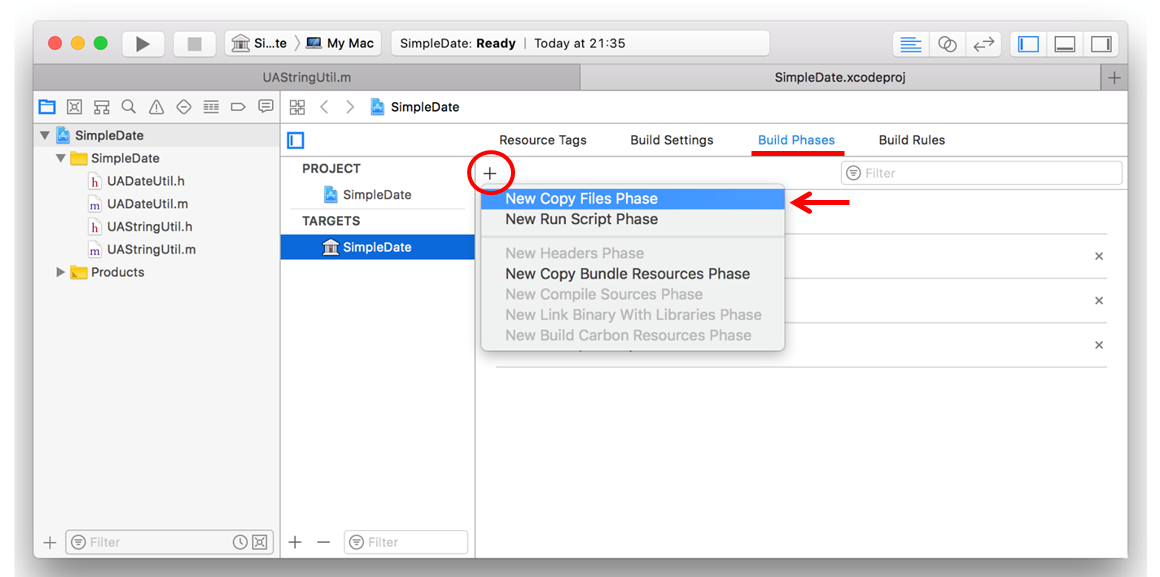 Si...te
My Mac
SimpleDate: Ready | Today at 21:35
UAStringUtil.m
SimpleDate.xcodeproj
SimpleDate
SimpleDate
SimpleDate
UADateUtil.h
UADateUtil.m
UAStringUtil.h
UAStringUtil.m
Products
Filter
Resource Tags
Build Settings
Build Phases
Build Rules
PROJECT
SimpleDate
TARGETS
SimpleDate
Filter
Filter
New Copy Files Phase
New Run Script Phase
New Headers Phase
New Copy Bundle Resources Phase
New Compile Sources Phase
New Link Binary With Libraries Phase
New Build Carbon Resources Phase